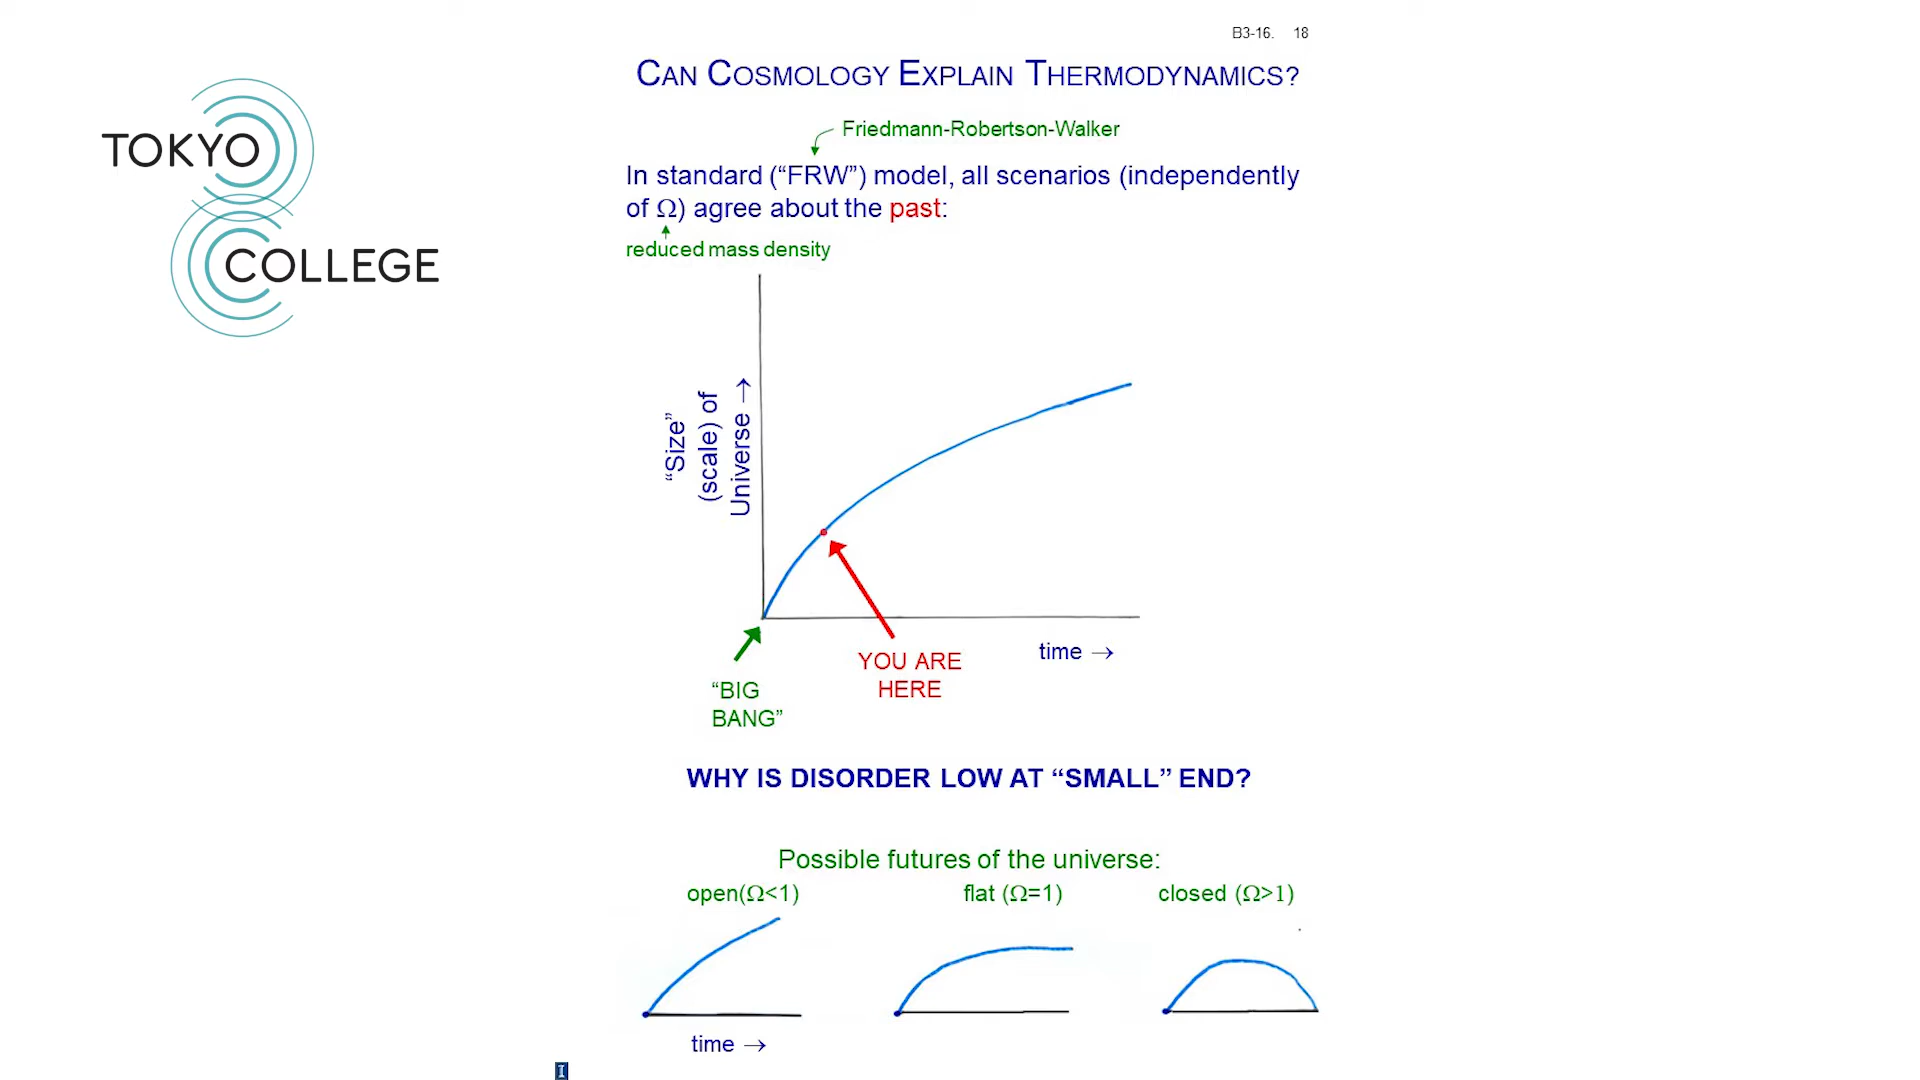 TOKYO
COLLEGE
B3-16. 18
CAN COSMOLOGY EXPLAIN THERMODYNAMICS?
Friedmann-Robertson-Walker
In standard (“FRW”) model, all scenarios (independently
of Ω) agree about the past:
reduced mass density
“Size”
(scale) of
Universe →
YOU ARE
HERE
time →
“BIG
BANG”
WHY IS DISORDER LOW AT “SMALL” END?
Possible futures of the universe:
open(Ω<1) flat (Ω=1) closed (Ω>1)
time →
I